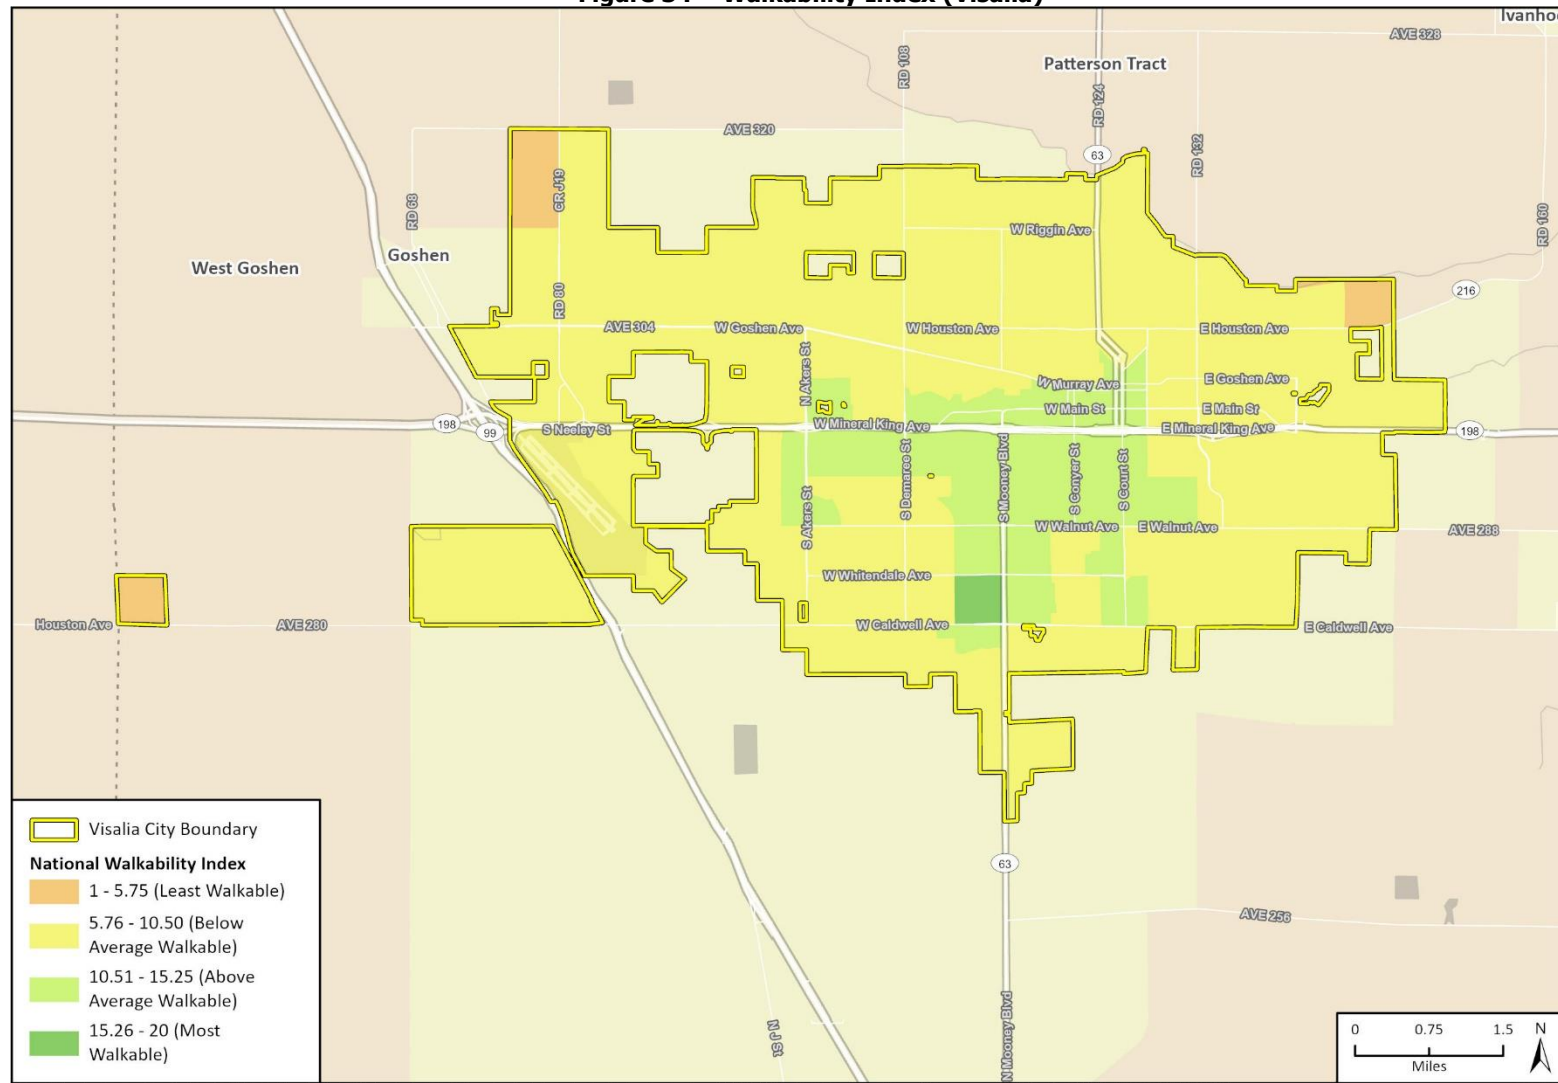 Ivanhoe
AVE 328
Patterson Tract
RD 108
RD 124
RD 132
AVE 320
63
RD 160
RD 68
CR J19
W Riggin Ave
Goshen
West Goshen
216
RD 80
AVE 304
W Goshen Ave
W Houston Ave
E Houston Ave
N Akers St
W Murray Ave
E Goshen Ave
W Main St
E Main St
198
99
S Neeley St
W Mineral King Ave
E Mineral King Ave
198
S Akers St
S Demaree St
S Mooney Blvd
S Conyer St
S Court St
W Walnut Ave
E Walnut Ave
AVE 288
W Whitendale Ave
Houston Ave
AVE 280
W Caldwell Ave
E Caldwell Ave
63
AVE 256
N J St
N Mooney Blvd
Visalia City Boundary
National Walkability Index
1 - 5.75 (Least Walkable)
5.76 - 10.50 (Below
Average Walkable)
10.51 - 15.25 (Above
Average Walkable)
15.26 - 20 (Most
Walkable)
0 0.75 1.5
Miles
N